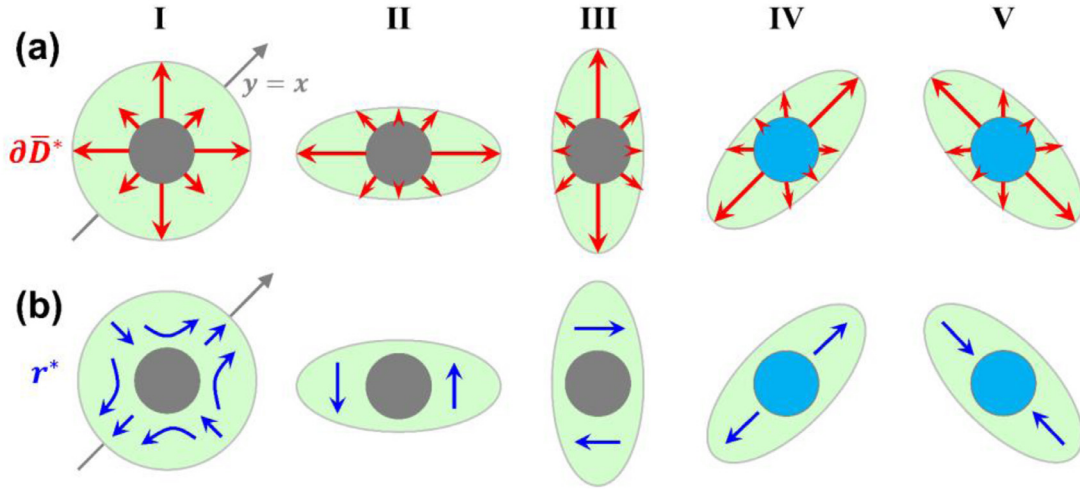 I II III IV V
(a)
y = x
∂D̄*
(b)
r*